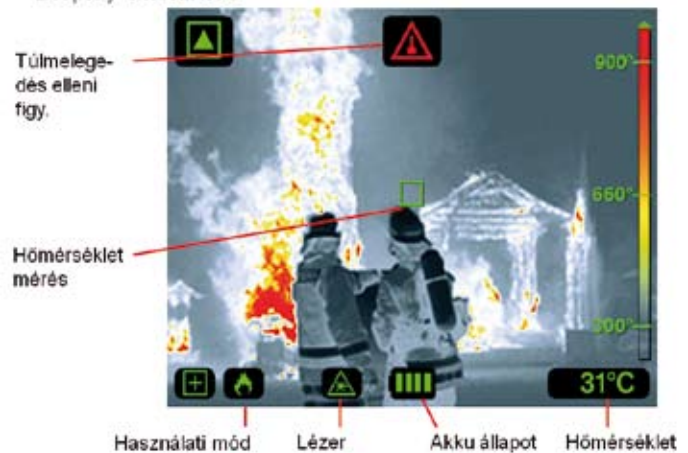 Túlmelege-
dés elleni
figy.
900°
660°
Hőmérséklet
mérés
300°
31°C
Használati mód
Lézer
Akku állapot
Hőmérséklet